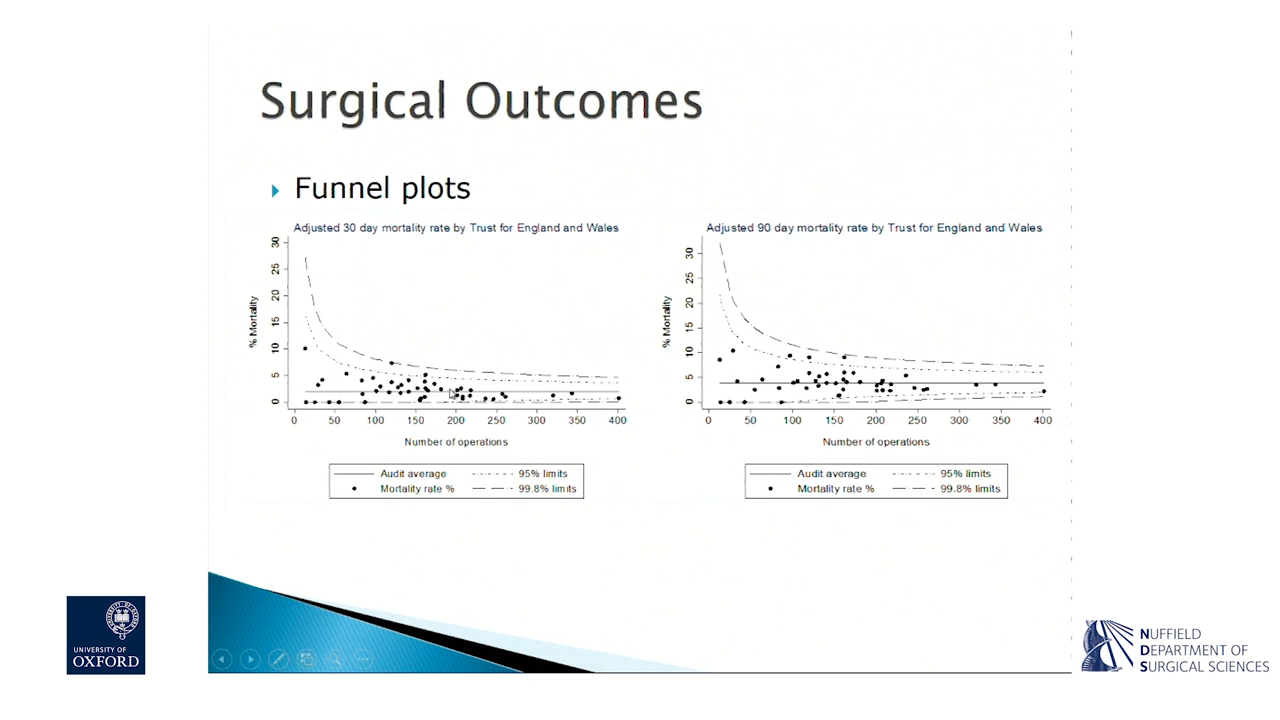 Surgical Outcomes
Funnel plots
Adjusted 30 day mortality rate by Trust for England and Wales
% Mortality
30
25
20
15
10
5
0
0 50 100 150 200 250 300 350 400
Number of operations
Audit average 95% limits
Mortality rate % 99.8% limits
Adjusted 90 day mortality rate by Trust for England and Wales
% Mortality
30
25
20
15
10
5
0
0 50 100 150 200 250 300 350 400
Number of operations
Audit average 95% limits
Mortality rate % 99.8% limits
UNIVERSITY OF
OXFORD
NUFFIELD
DEPARTMENT OF
SURGICAL SCIENCES